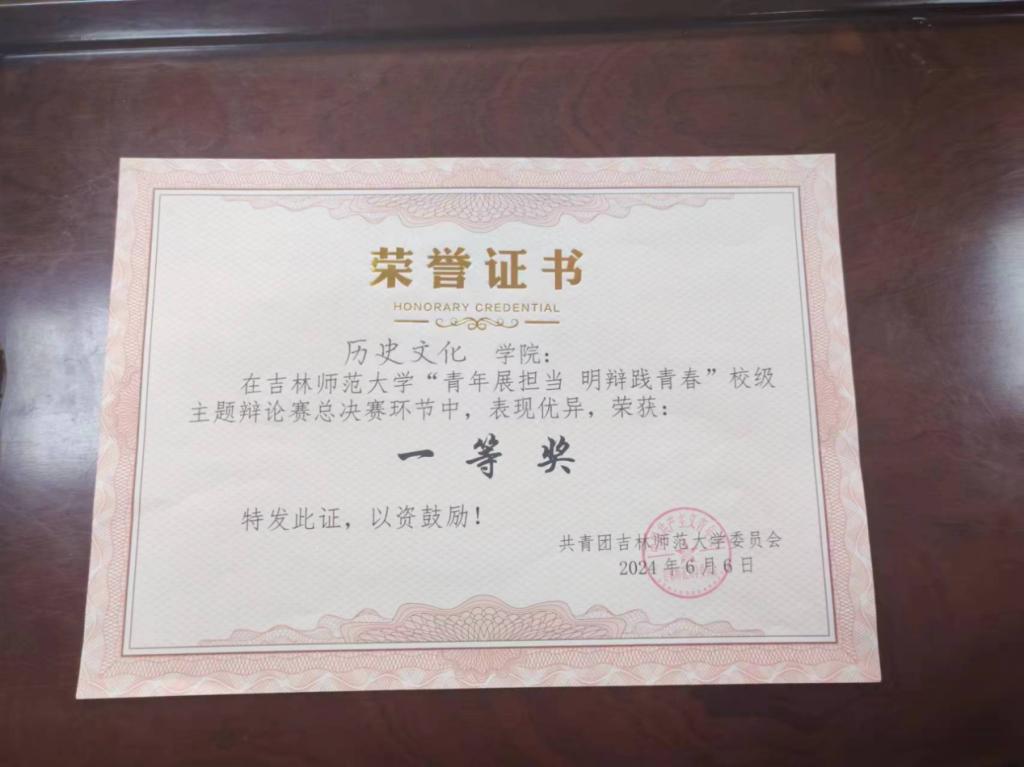 荣誉证书
HONORARY CREDENTIAL
历史文化 学院：
在吉林师范大学“青年展担当 明辩践青春”校级
主题辩论赛总决赛环节中，表现优异，荣获：
一等奖
特发此证，以资鼓励！
共青团吉林师范大学委员会
2024年6月6日